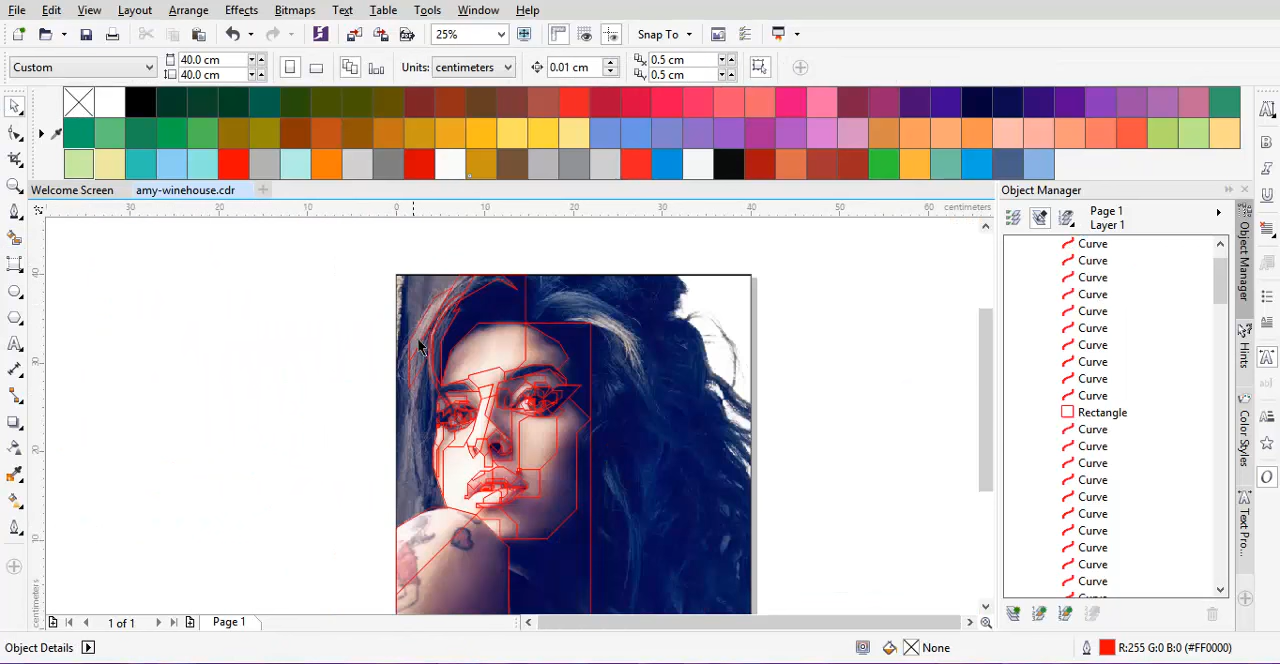 File Edit View Layout Arrange Effects Bitmaps Text Table Tools Window Help
25% Snap To
Custom 40.0 cm 40.0 cm Units: centimeters 0.01 cm 0.5 cm 0.5 cm
Welcome Screen amy-winehouse.cdr
30 20 10 0 10 20 30 40 50 60 centimeters
40
30
20
10
centimeters
Object Manager
Page 1
Layer 1
Curve
Curve
Curve
Curve
Curve
Curve
Curve
Curve
Curve
Curve
Rectangle
Curve
Curve
Curve
Curve
Curve
Curve
Curve
Curve
Curve
Curve
Object Manager
Hints
Color Styles
Text Pro...
1 of 1 Page 1
Object Details None R:255 G:0 B:0 (#FF0000)